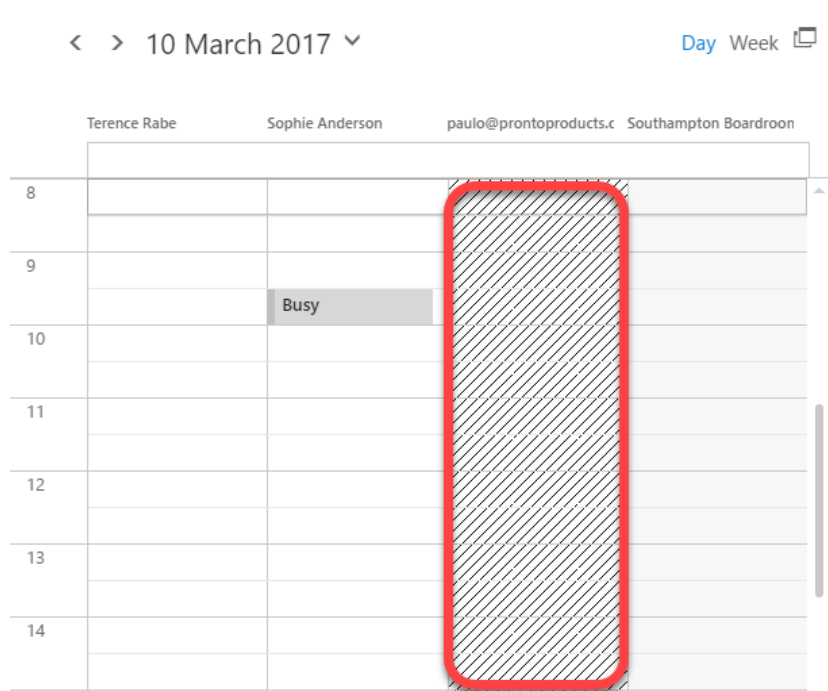 10 March 2017
Day Week
Terence Rabe Sophie Anderson paulo@prontoproducts.c Southampton Boardroon
8
9
Busy
10
11
12
13
14